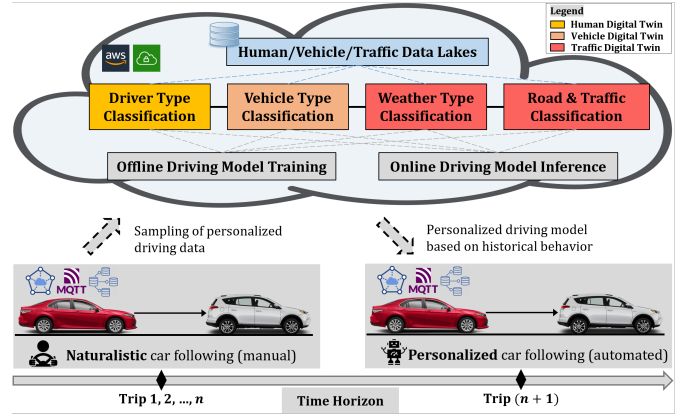 Legend
Human Digital Twin
Vehicle Digital Twin
Traffic Digital Twin
aws
Human/Vehicle/Traffic Data Lakes
Driver Type
Classification
Vehicle Type
Classification
Weather Type
Classification
Road & Traffic
Classification
Offline Driving Model Training
Online Driving Model Inference
Sampling of personalized
driving data
Personalized driving model
based on historical behavior
MQTT
MQTT
Naturalistic car following (manual)
Personalized car following (automated)
Trip 1, 2, ..., n
Time Horizon
Trip (n + 1)